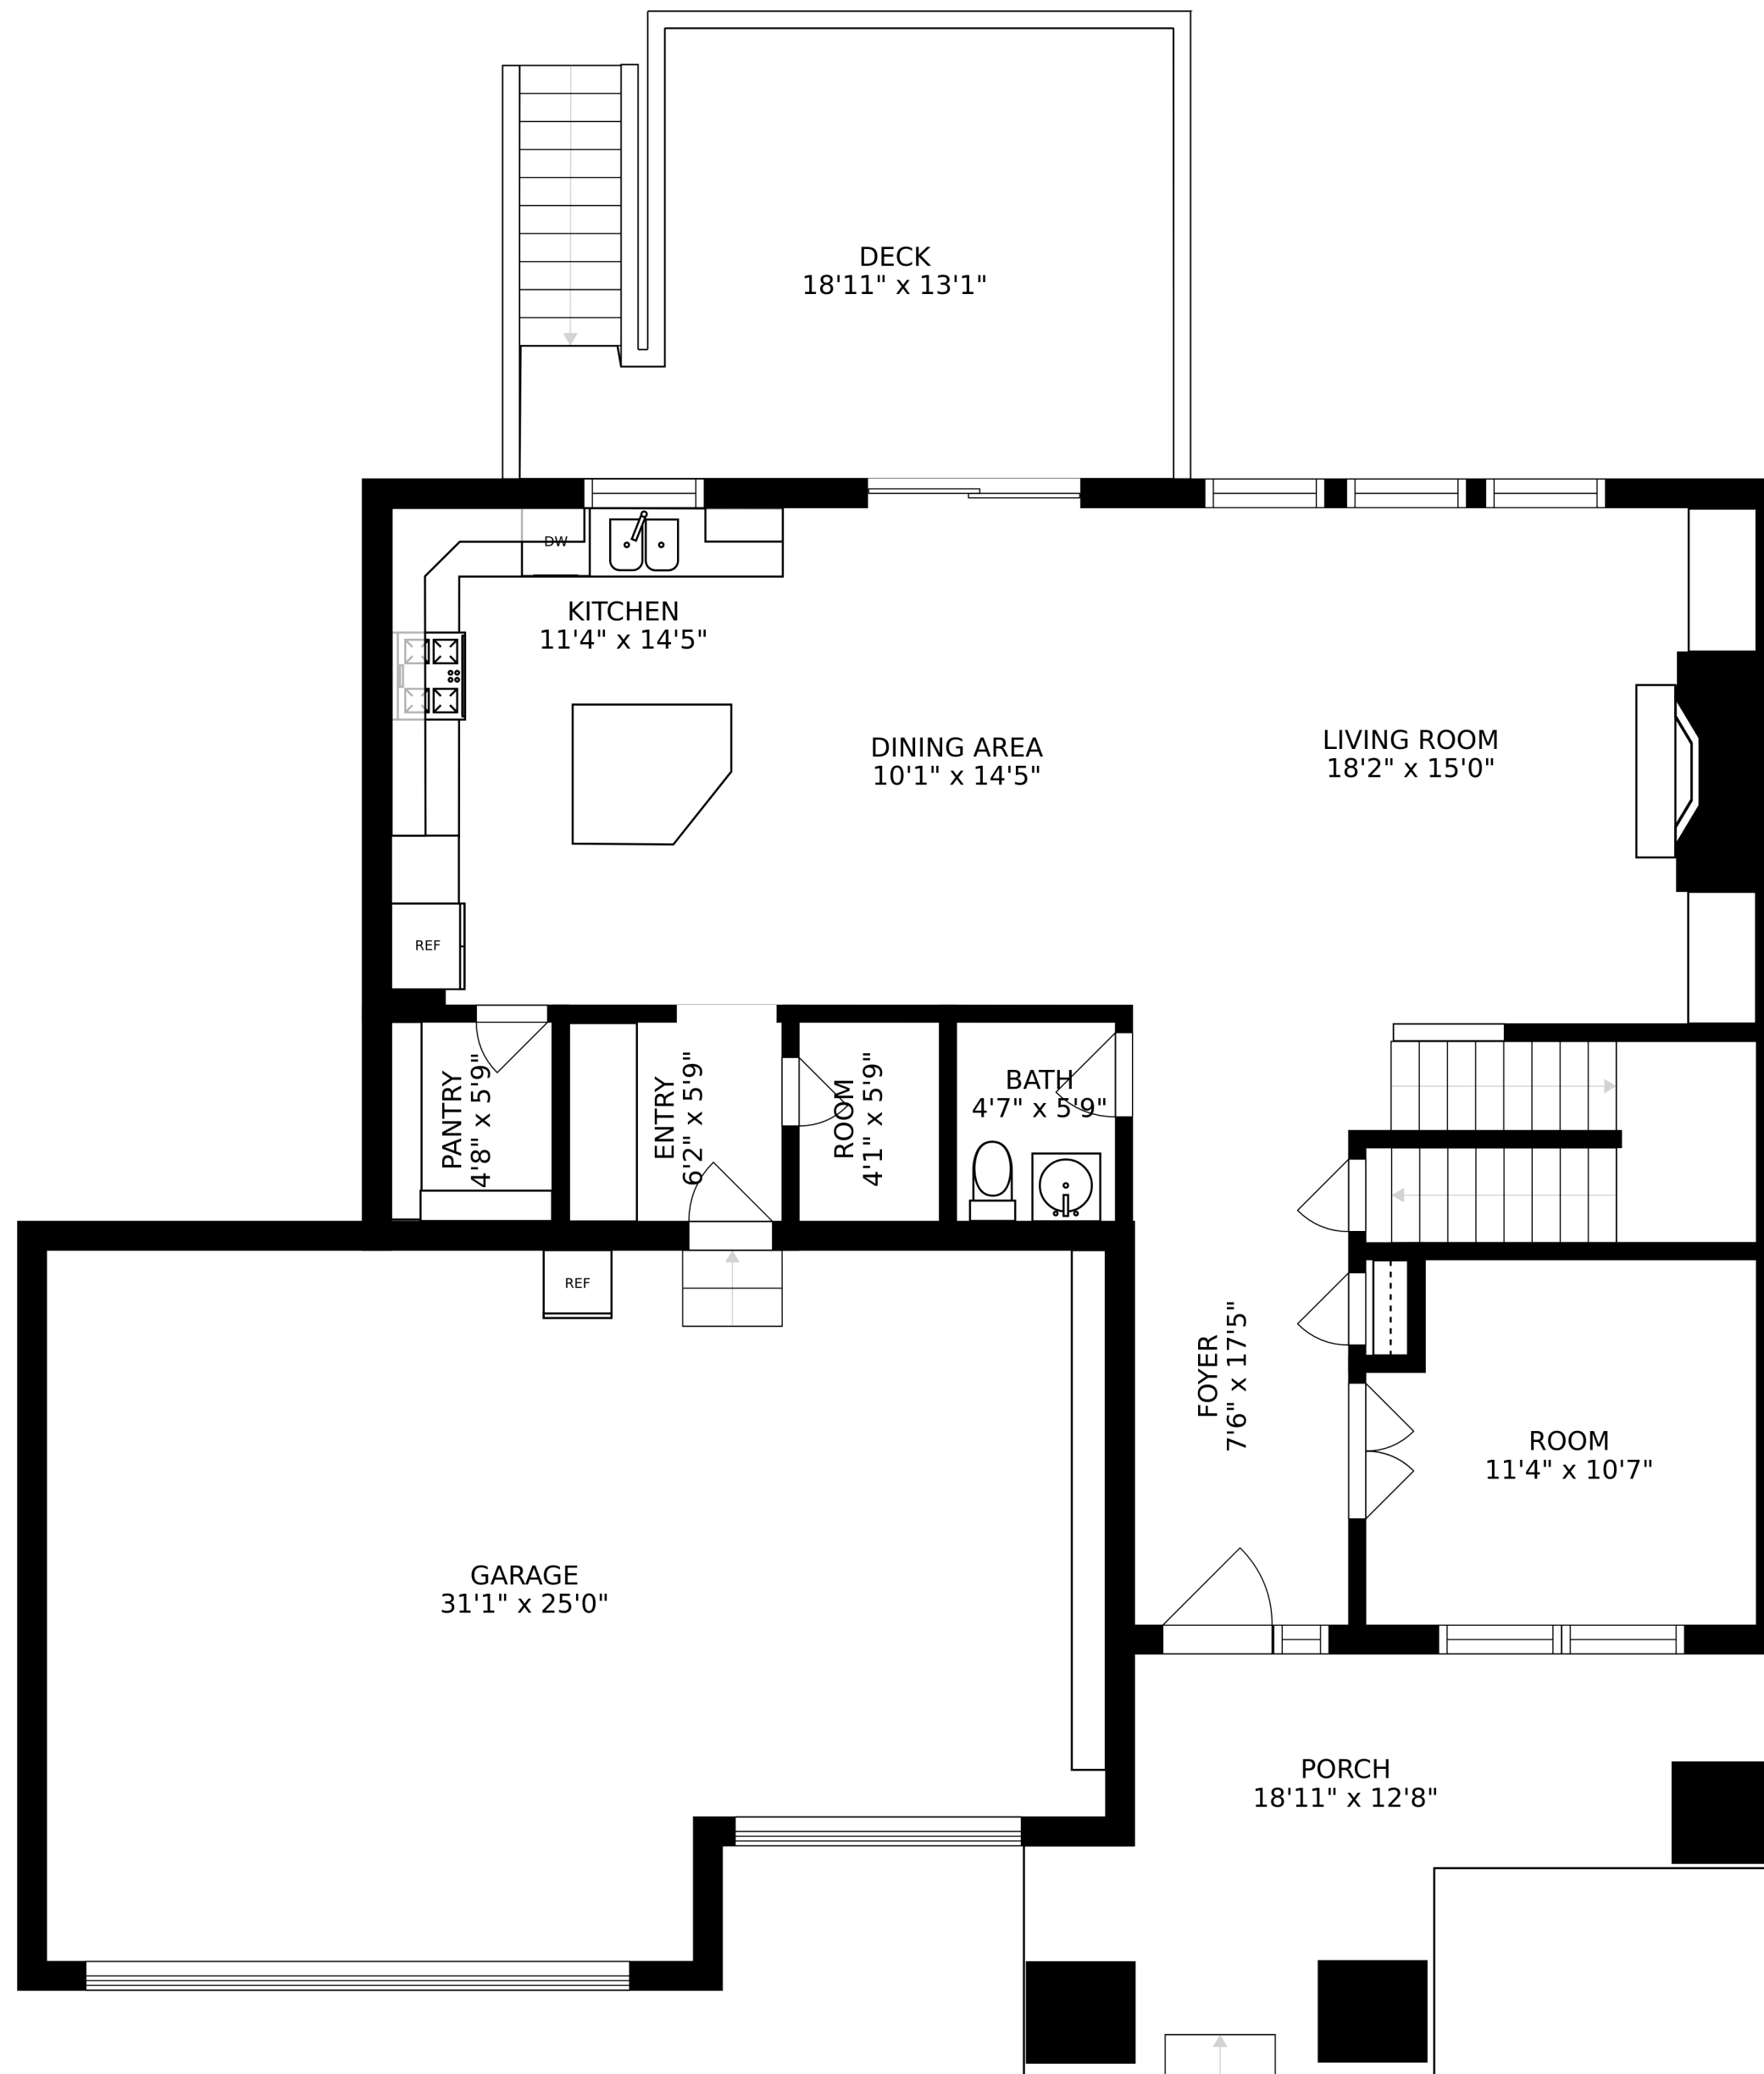 DECK
18'11" x 13'1"
DW
KITCHEN
11'4" x 14'5"
DINING AREA
10'1" x 14'5"
LIVING ROOM
18'2" x 15'0"
REF
PANTRY
4'8" x 5'9"
ENTRY
6'2" x 5'9"
ROOM
4'1" x 5'9"
BATH
4'7" x 5'9"
REF
FOYER
7'6" x 17'5"
ROOM
11'4" x 10'7"
GARAGE
31'1" x 25'0"
PORCH
18'11" x 12'8"